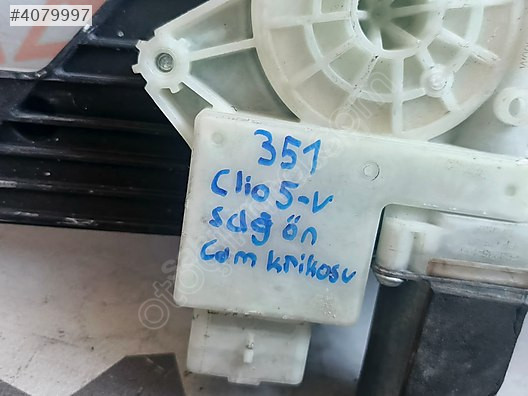 #4079997
351
Clio 5-V
sağ ön
Cam krikosu